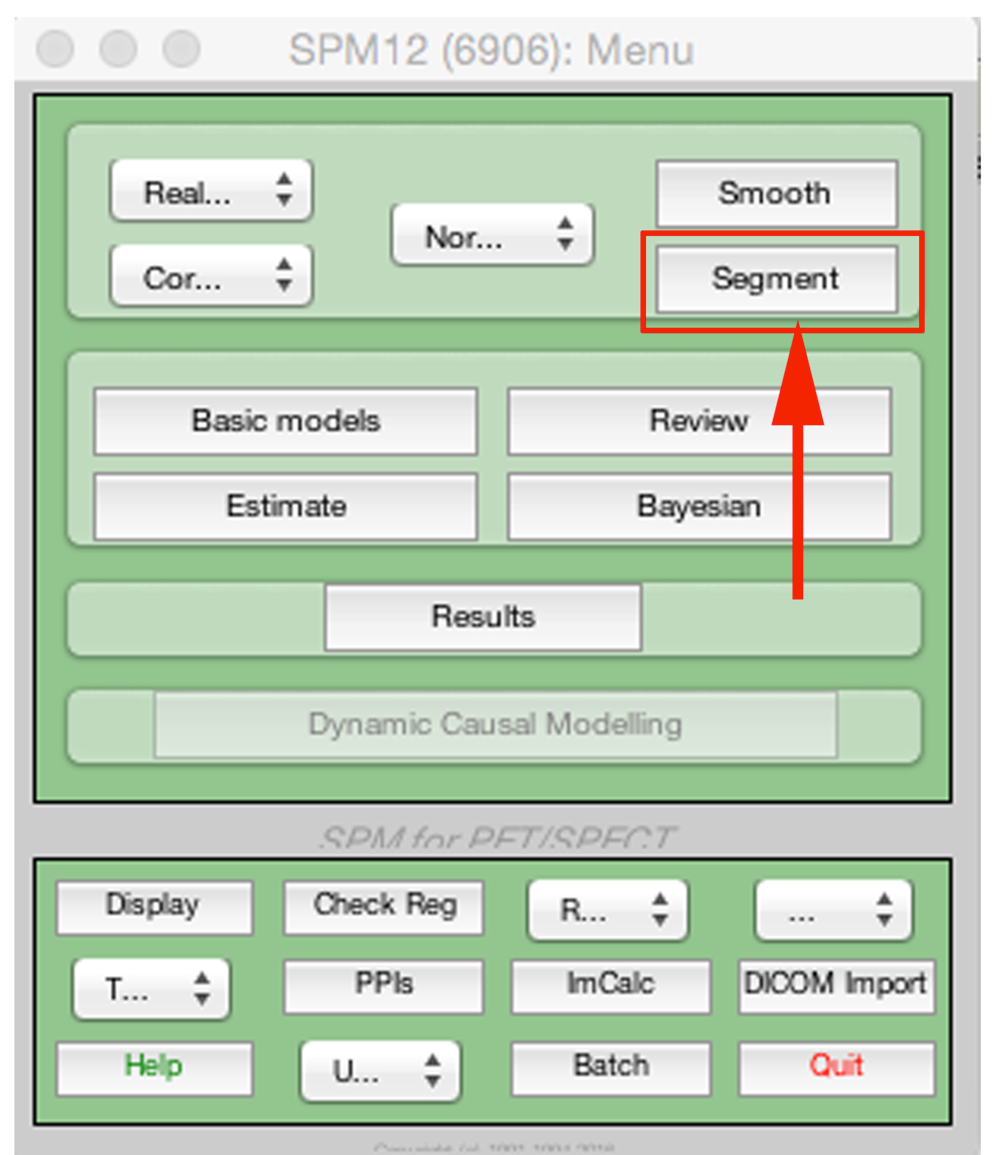 SPM12 (6906): Menu
Real...
Smooth
Nor...
Cor...
Segment
Basic models
Review
Estimate
Bayesian
Results
Dynamic Causal Modelling
SPM for PET/SPECT
Display
Check Reg
R...
...
T...
PPIs
ImCalc
DICOM Import
Help
U...
Batch
Quit